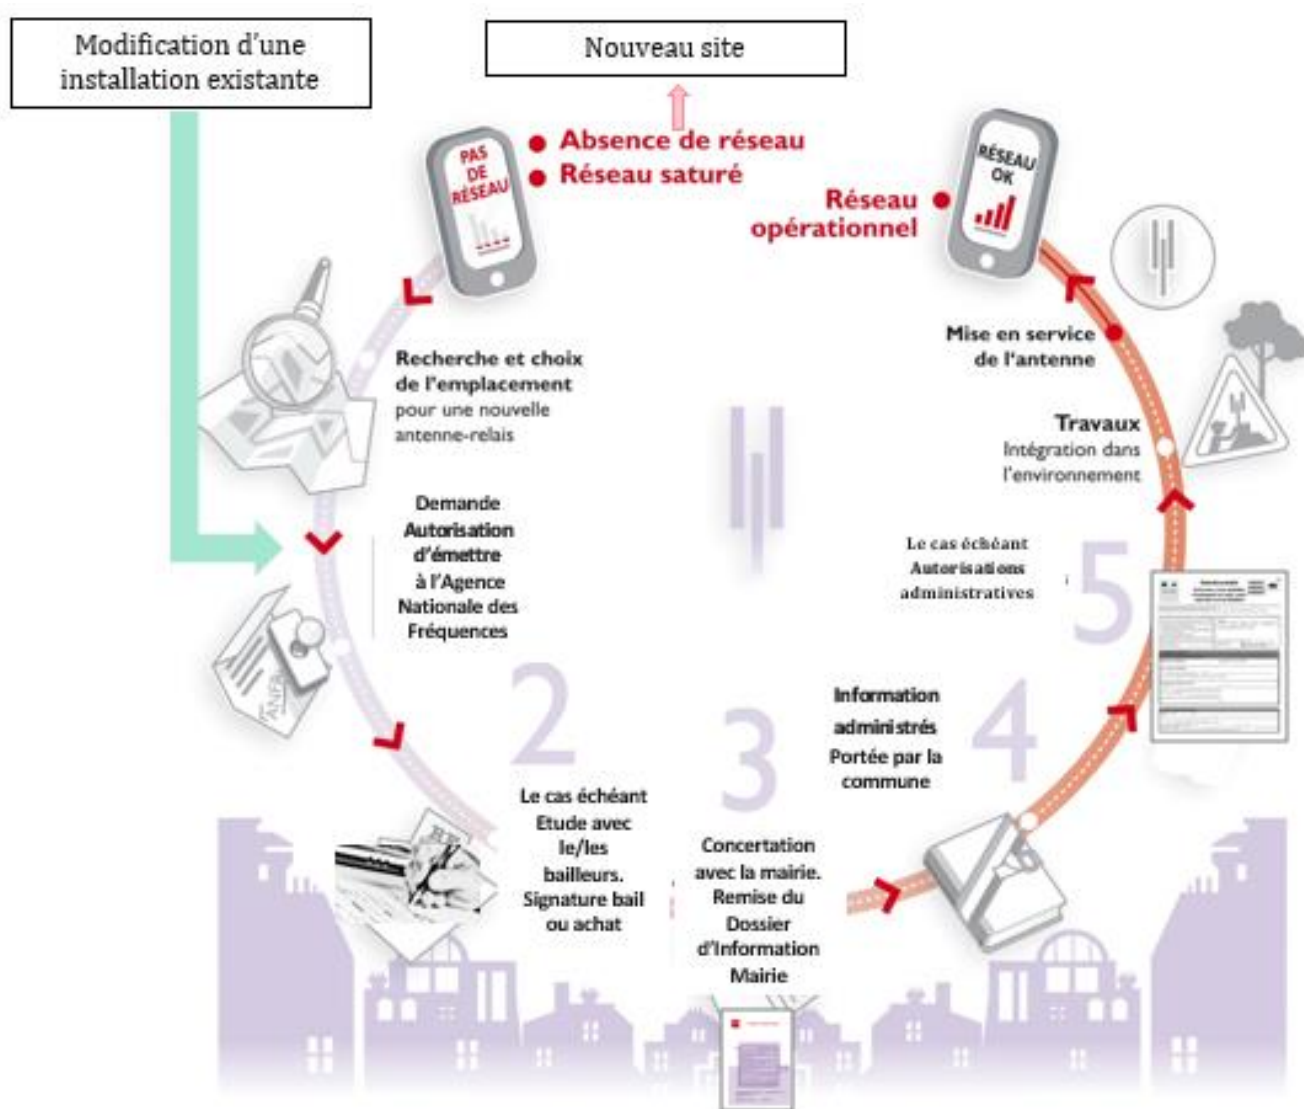 Modification d'une
installation existante
Nouveau site
PAS
DE
RÉSEAU
Absence de réseau
Réseau saturé
RÉSEAU
OK
Réseau
opérationnel
Recherche et choix
de l'emplacement
pour une nouvelle
antenne-relais
Demande
Autorisation
d'émettre
à l'Agence
Nationale des
Fréquences
ANFR
2
Le cas échéant
Etude avec
le/les
bailleurs.
Signature bail
ou achat
3
Concertation
avec la mairie.
Remise du
Dossier
d'Information
Mairie
4
Information
administrés
Portée par la
commune
5
Le cas échéant
Autorisations
administratives
Travaux
Intégration dans
l'environnement
Mise en service
de l'antenne